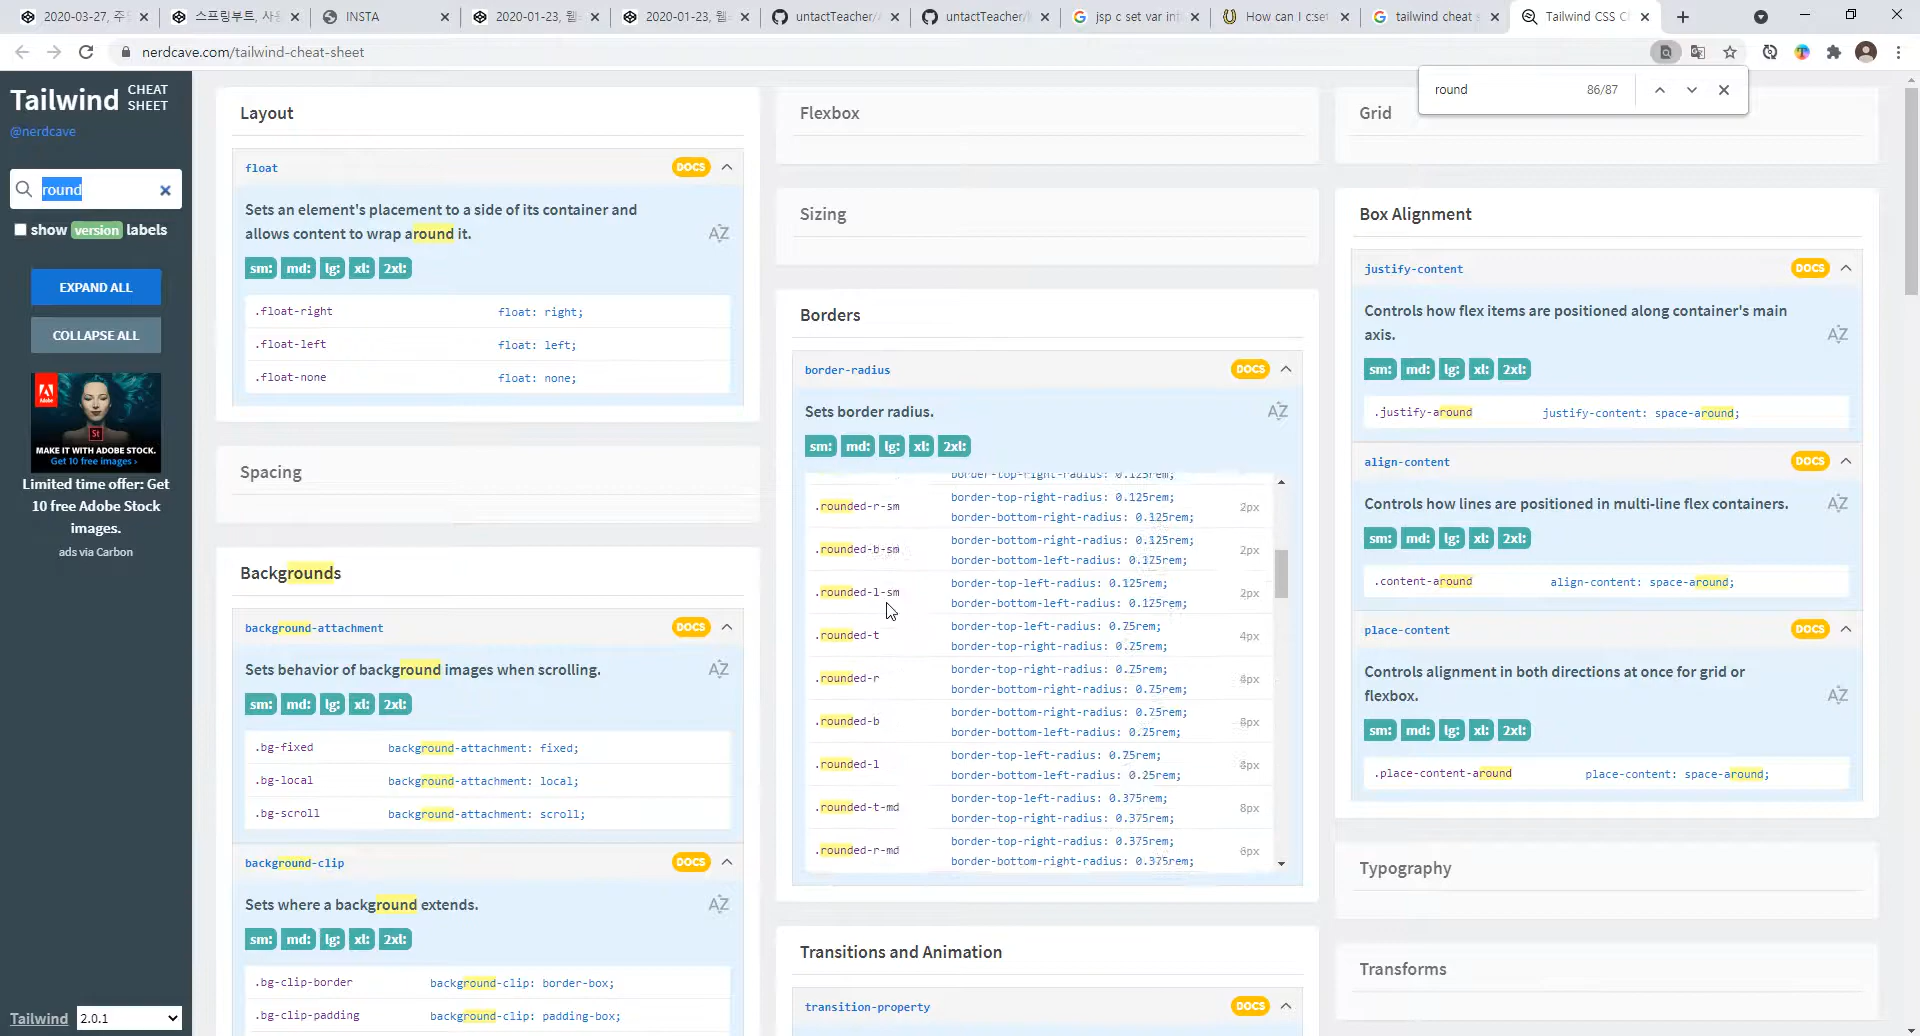 2020-03-27, 주
스프링부트, 사용
INSTA
2020-01-23, 웹
2020-01-23, 웹
untactTeacher/
untactTeacher/
jsp c set var int
How can I c:set
tailwind cheat s
Tailwind CSS C
nerdcave.com/tailwind-cheat-sheet
round 86/87
Tailwind CHEAT SHEET
@nerdcave
round
show version labels
EXPAND ALL
COLLAPSE ALL
Adobe
St
MAKE IT WITH ADOBE STOCK.
Get 10 free images ›
Limited time offer: Get
10 free Adobe Stock
images.
ads via Carbon
Tailwind 2.0.1
Layout
float DOCS
Sets an element's placement to a side of its container and
allows content to wrap around it.
sm: md: lg: xl: 2xl:
.float-right float: right;
.float-left float: left;
.float-none float: none;
Spacing
Backgrounds
background-attachment DOCS
Sets behavior of background images when scrolling.
sm: md: lg: xl: 2xl:
.bg-fixed background-attachment: fixed;
.bg-local background-attachment: local;
.bg-scroll background-attachment: scroll;
background-clip DOCS
Sets where a background extends.
sm: md: lg: xl: 2xl:
.bg-clip-border background-clip: border-box;
.bg-clip-padding background-clip: padding-box;
Flexbox
Sizing
Borders
border-radius DOCS
Sets border radius.
sm: md: lg: xl: 2xl:
border-top-right-radius: 0.125rem;
.rounded-r-sm border-top-right-radius: 0.125rem; 2px
border-bottom-right-radius: 0.125rem;
.rounded-b-sm border-bottom-right-radius: 0.125rem; 2px
border-bottom-left-radius:
.rounded-l-sm border-top-left-radius: 0.125rem; 2px
border-bottom-left-radius: 0.125rem;
.rounded-t border-top-left-radius: 4px
border-top-right-radius: 0.25rem;
.rounded-r border-top-right-radius:
border-bottom-right-radius:
.rounded-b border-bottom-right-radius: 0.25rem;
border-bottom-left-radius: 0.25rem;
.rounded-l border-top-left-radius:
border-bottom-left-radius: 0.25rem;
.rounded-t-md border-top-left-radius: 0.375rem; 8px
border-top-right-radius: 0.375rem;
.rounded-r-md border-top-right-radius: 0.375rem; 6px
border-bottom-right-radius: 0.375rem;
Transitions and Animation
transition-property DOCS
Grid
Box Alignment
justify-content DOCS
Controls how flex items are positioned along container's main
axis.
sm: md: lg: xl: 2xl:
.justify-around justify-content: space-around;
align-content DOCS
Controls how lines are positioned in multi-line flex containers.
sm: md: lg: xl: 2xl:
.content-around align-content: space-around;
place-content DOCS
Controls alignment in both directions at once for grid or
flexbox.
sm: md: lg: xl: 2xl:
.place-content-around place-content: space-around;
Typography
Transforms